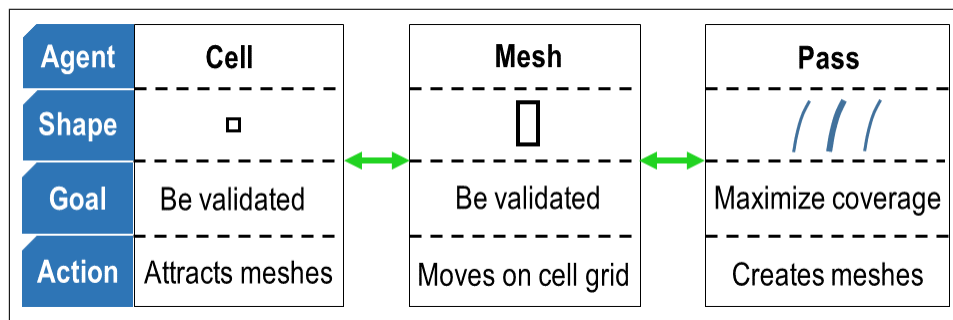 Agent Cell Mesh Pass
Shape
Goal Be validated Be validated Maximize coverage
Action Attracts meshes Moves on cell grid Creates meshes